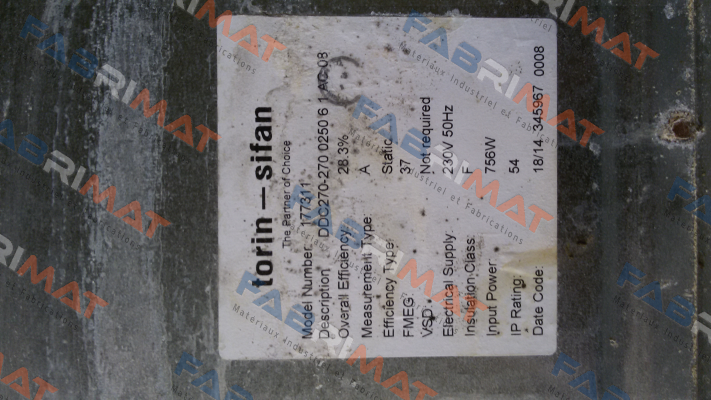 torin – sifan
The Partner of Choice
Model Number: 177311
Description DDC270-270 0250 6 1 AC 08
Overall Efficiency: 28.3%
Measurement Type: A
Efficiency Type: Static
FMEG: 37
VSD: Not required
Electrical Supply: 230V 50Hz
Insulation Class: F
Input Power: 756W
IP Rating: 54
Date Code: 18/14 345967 0008
FABRIMAT
Matériaux Industriel et Fabrications